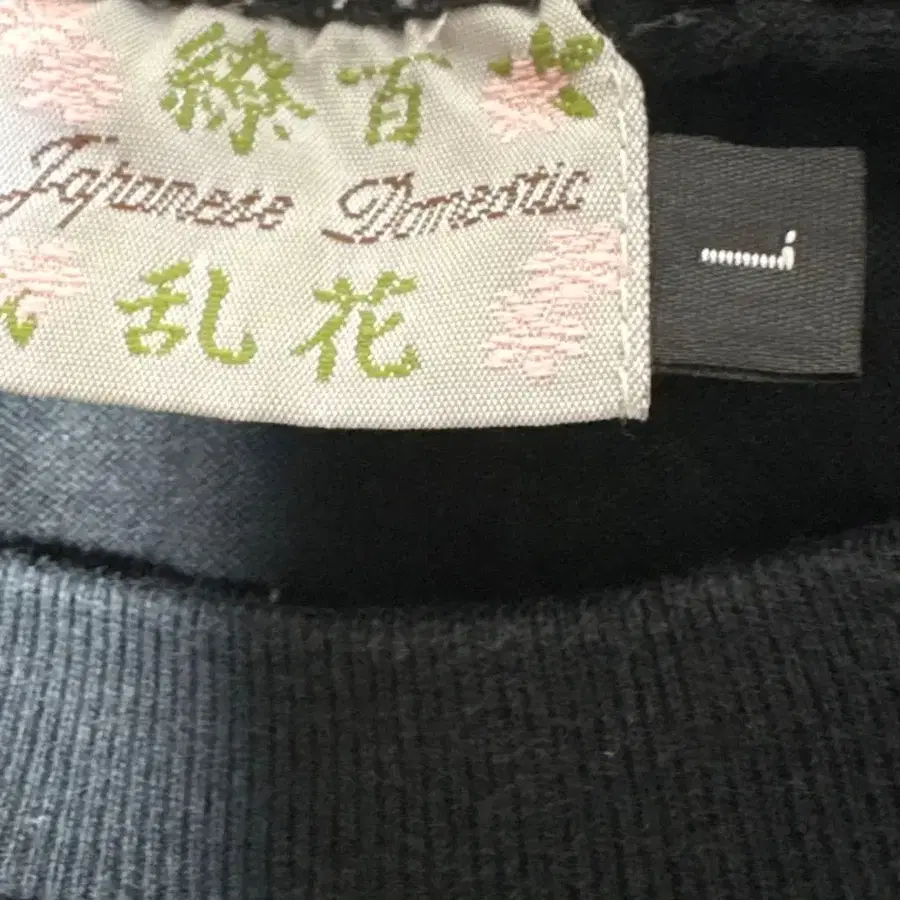 繚百
Japanese Domestic
乱花
L